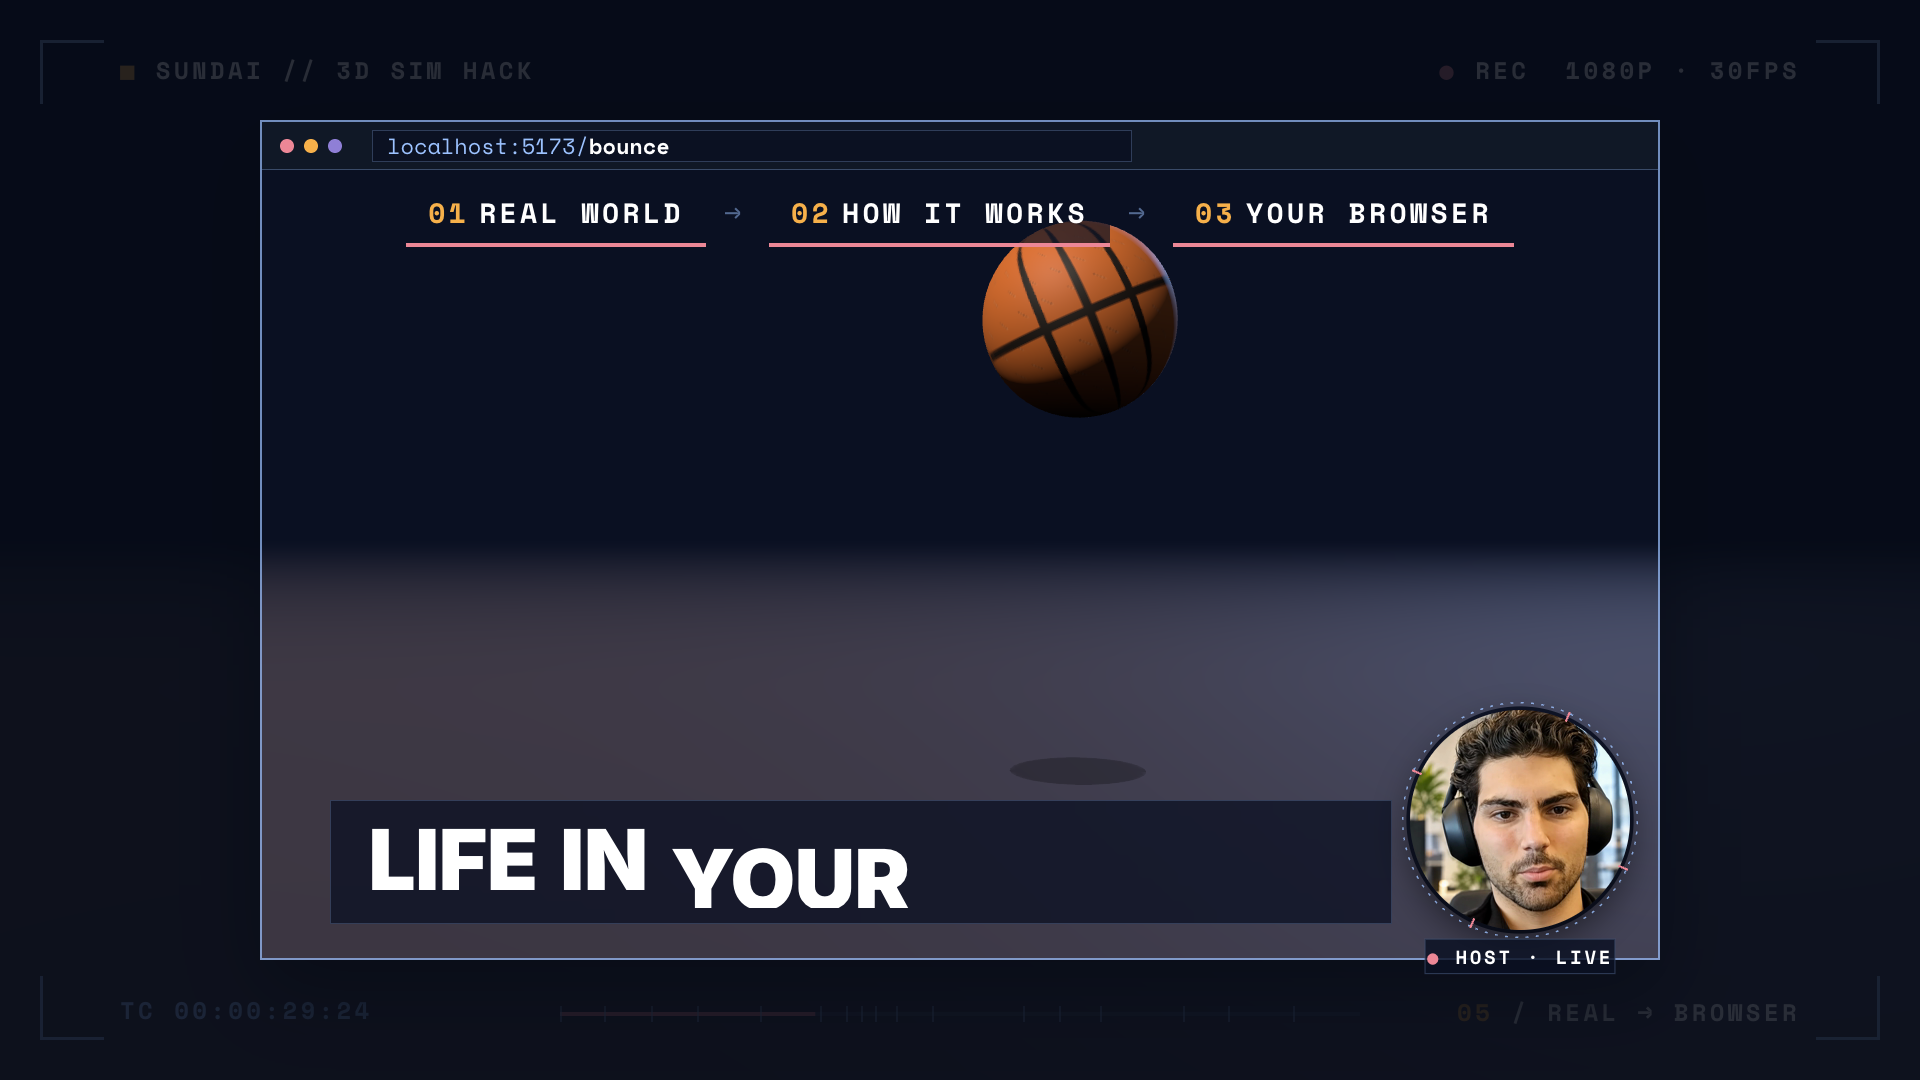 SUNDAI // 3D SIM HACK
REC 1080P · 30FPS
localhost:5173/bounce
01 REAL WORLD → 02 HOW IT WORKS → 03 YOUR BROWSER
LIFE IN YOUR
HOST · LIVE
TC 00:00:29:24
05 / REAL → BROWSER